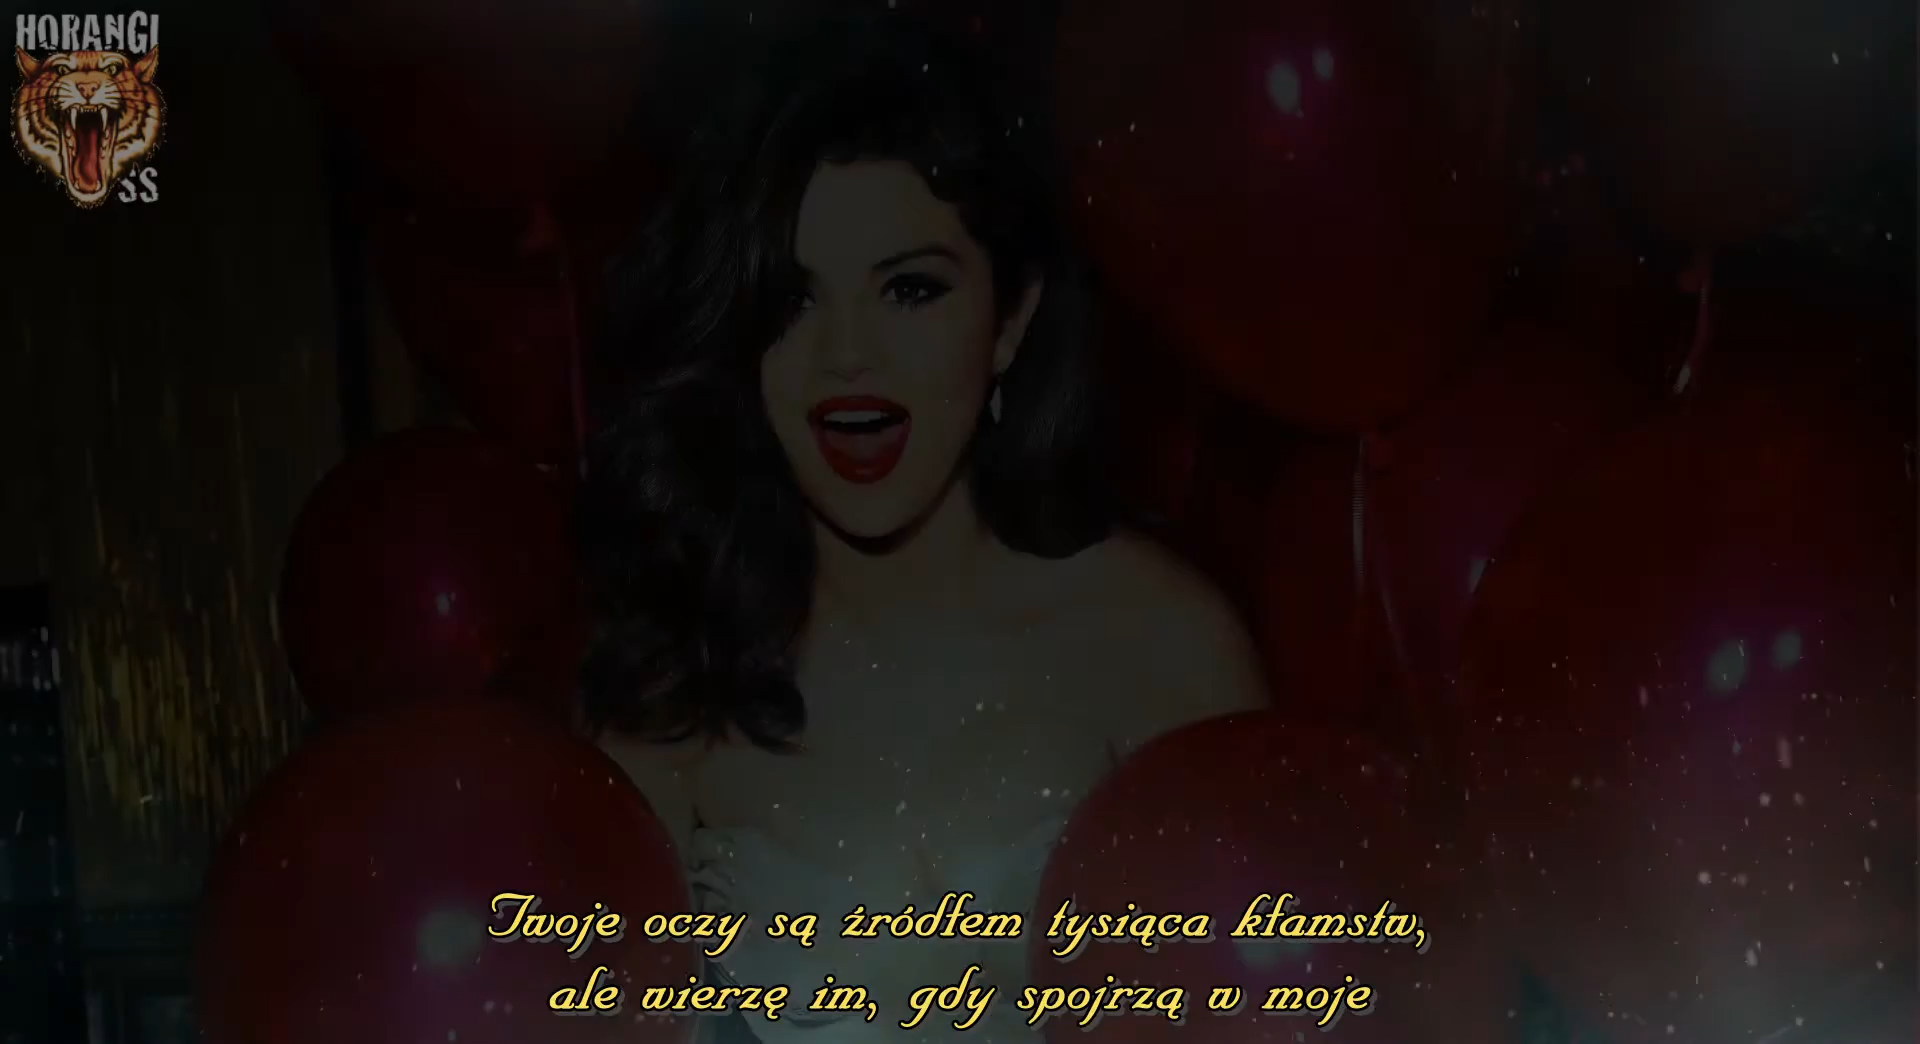 HORANGI
SS
Twoje oczy są źródłem tysiąca kłamstw,
ale wierzę im, gdy spojrzą w moje